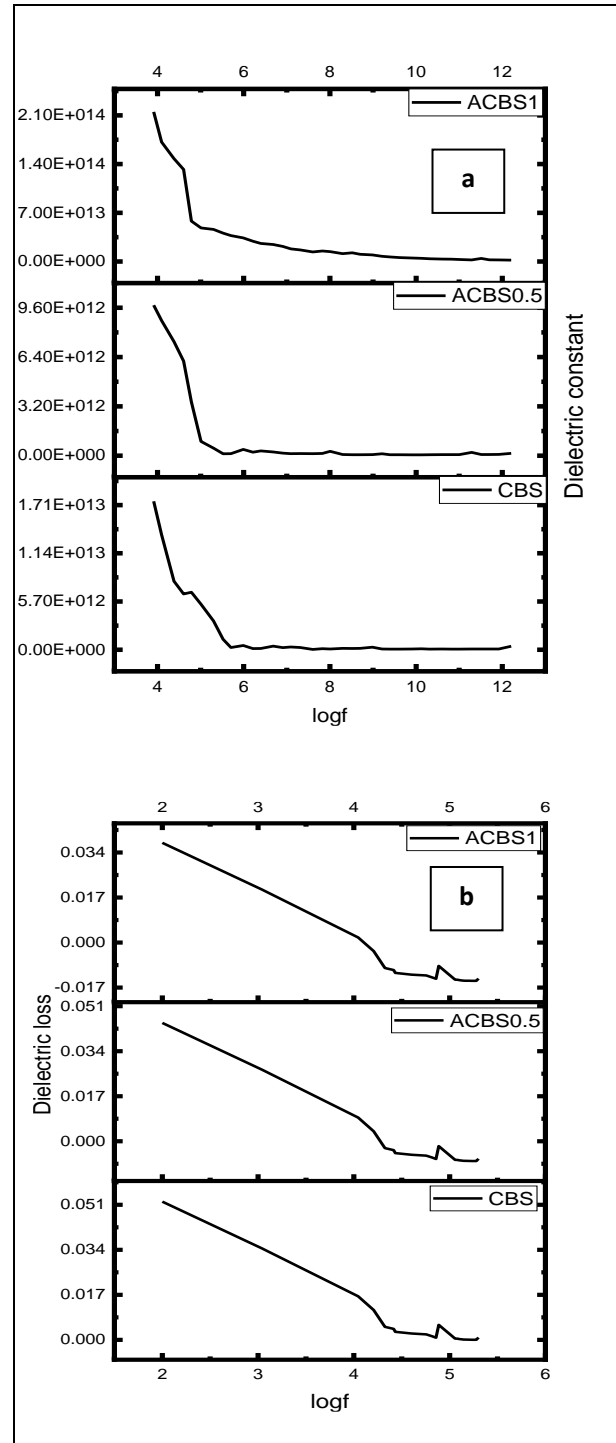 4 6 8 10 12
ACBS1
2.10E+014
1.40E+014
7.00E+013
0.00E+000
a
ACBS0.5
9.60E+012
6.40E+012
3.20E+012
0.00E+000
Dielectric constant
CBS
1.71E+013
1.14E+013
5.70E+012
0.00E+000
4 6 8 10 12
logf
2 3 4 5 6
ACBS1
0.034
0.017
0.000
-0.017
b
ACBS0.5
0.051
0.034
0.017
0.000
Dielectric loss
CBS
0.051
0.034
0.017
0.000
2 3 4 5 6
logf